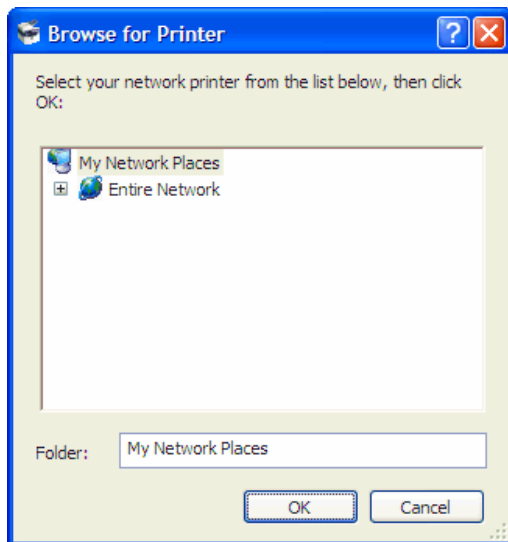 Browse for Printer
Select your network printer from the list below, then click
OK:
My Network Places
Entire Network
Folder: My Network Places
OK Cancel